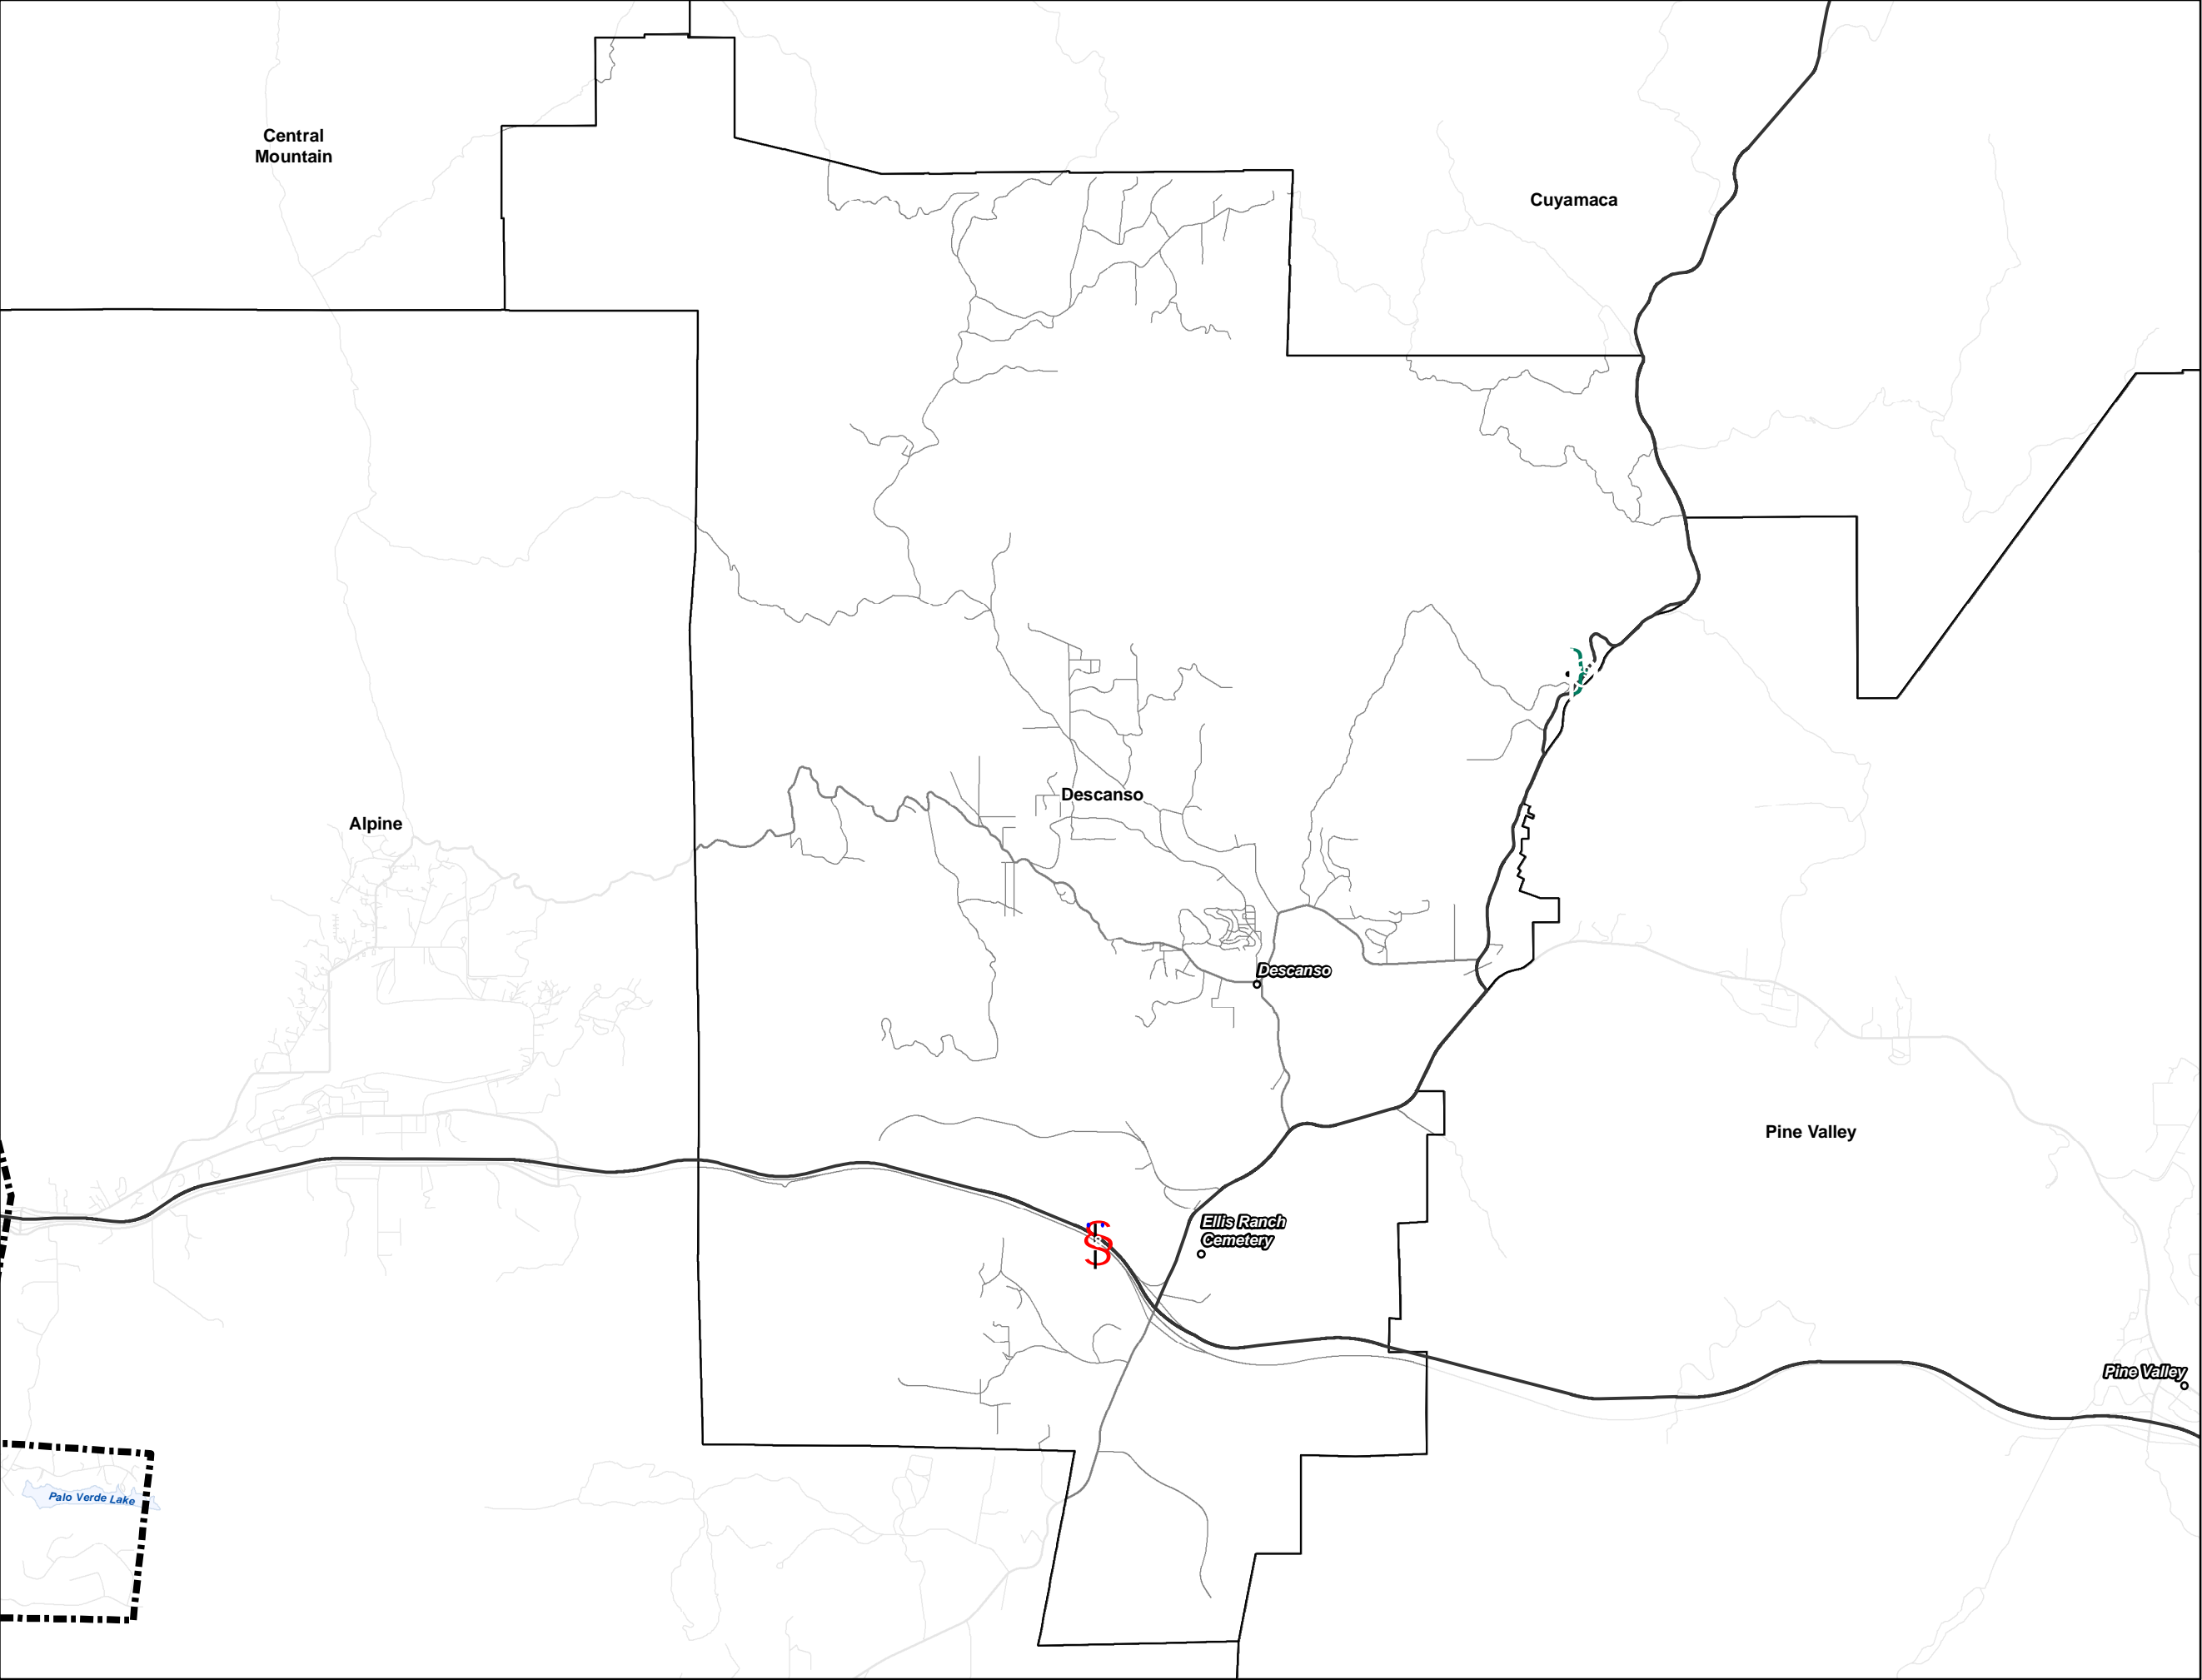 Central
Mountain
Cuyamaca
Descanso
Alpine
Descanso
Pine Valley
Ellis Ranch
Cemetery
Pine Valley
Palo Verde Lake